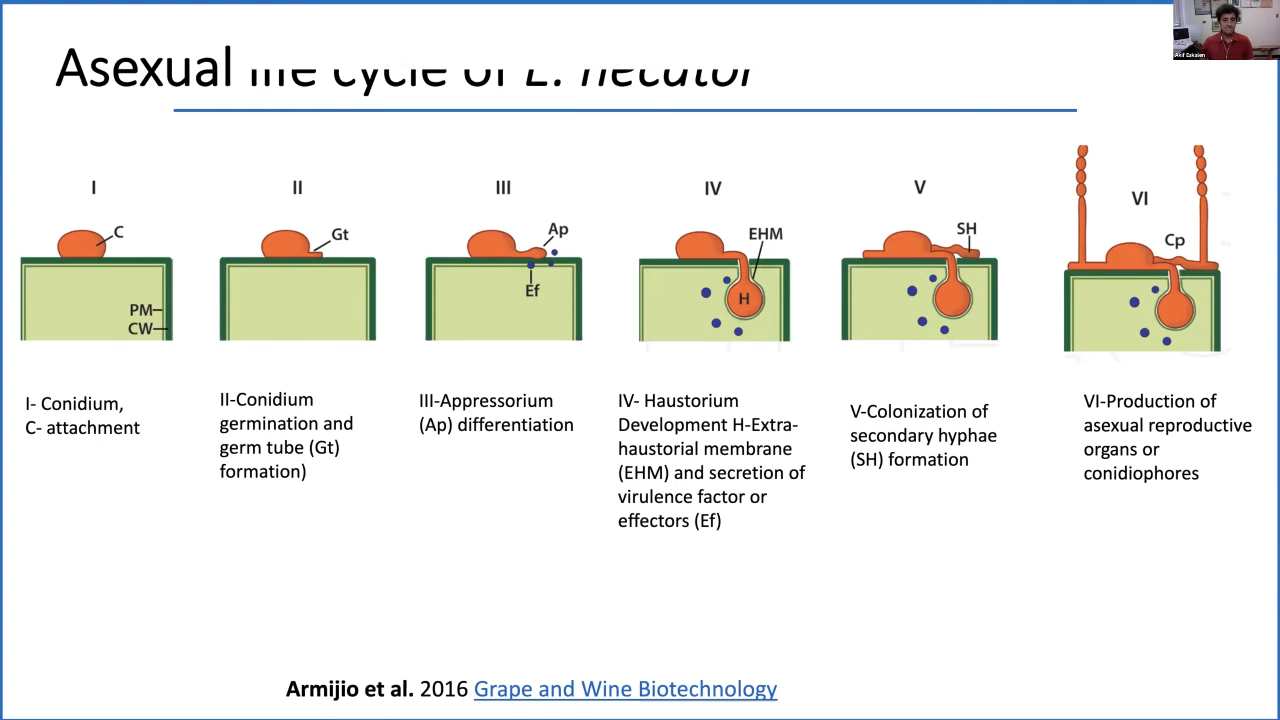 Asexual life cycle of E. necator
I
II
III
IV
V
VI
C
Gt
Ap
EHM
SH
Cp
Ef
H
PM
CW
I- Conidium,
C- attachment
II-Conidium
germination and
germ tube (Gt)
formation)
III-Appressorium
(Ap) differentiation
IV- Haustorium
Development H-Extra-
haustorial membrane
(EHM) and secretion of
virulence factor or
effectors (Ef)
V-Colonization of
secondary hyphae
(SH) formation
VI-Production of
asexual reproductive
organs or
conidiophores
Armijio et al. 2016 Grape and Wine Biotechnology
Akif Eskalen